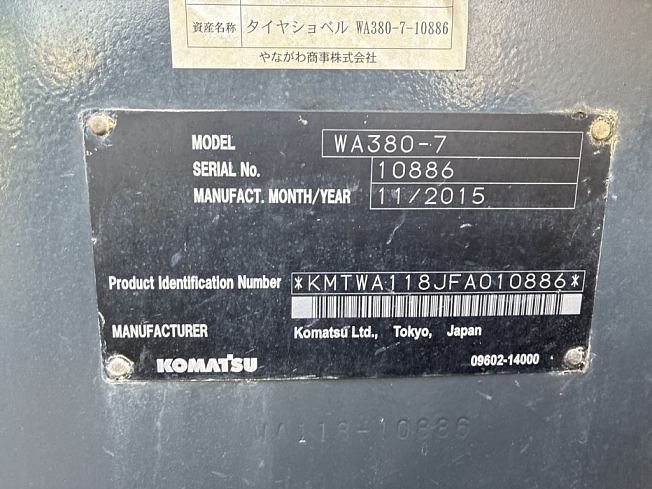 資産名称 タイヤショベル WA380-7-10886
やながわ商事株式会社
MODEL WA380-7
SERIAL No. 10886
MANUFACT. MONTH/YEAR 11/2015
Product Identification Number *KMTWA118JFA010886*
MANUFACTURER Komatsu Ltd., Tokyo, Japan
KOMATSU 09602-14000
WA118-10886